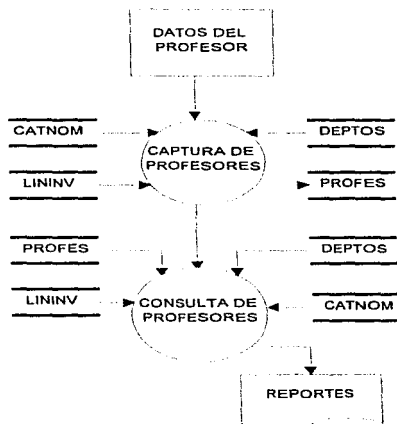 DATOS DEL
PROFESOR
CATNOM
DEPTOS
CAPTURA DE
PROFESORES
LININV
PROFES
PROFES
DEPTOS
LININV
CONSULTA DE
PROFESORES
CATNOM
REPORTES